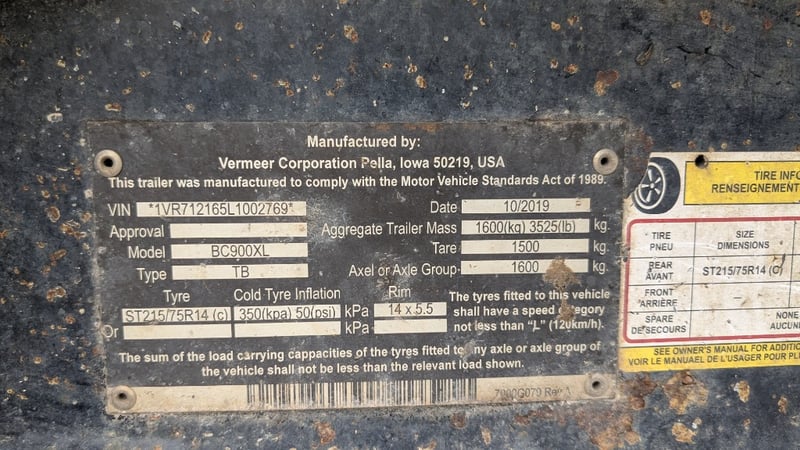 Manufactured by:
Vermeer Corporation Pella, Iowa 50219, USA
This trailer was manufactured to comply with the Motor Vehicle Standards Act of 1989.
VIN *1VR712165L1002769* Date 10/2019
Approval Aggregate Trailer Mass 1600(kg) 3525(lb) kg.
Model BC900XL Tare 1500 kg.
Type TB Axel or Axle Group 1600 kg.
Tyre Cold Tyre Inflation Rim
ST215/75R14 (c) 350(kpa) 50(psi) kPa 14 x 5.5
Or kPa
The tyres fitted to this vehicle
shall have a speed category
not less than "L" (120km/h).
The sum of the load carrying cappacities of the tyres fitted to any axle or axle group of
the vehicle shall not be less than the relevant load shown.
7000G070 Rev A
TIRE INFO
RENSEIGNEMENT
TIRE SIZE
PNEU DIMENSIONS
REAR ST215/75R14 (C)
AVANT
FRONT
ARRIÈRE
SPARE NONE
DE SECOURS AUCUN
SEE OWNER'S MANUAL FOR ADDITIO
VOIR LE MANUAEL DE L'USAGER POUR PL